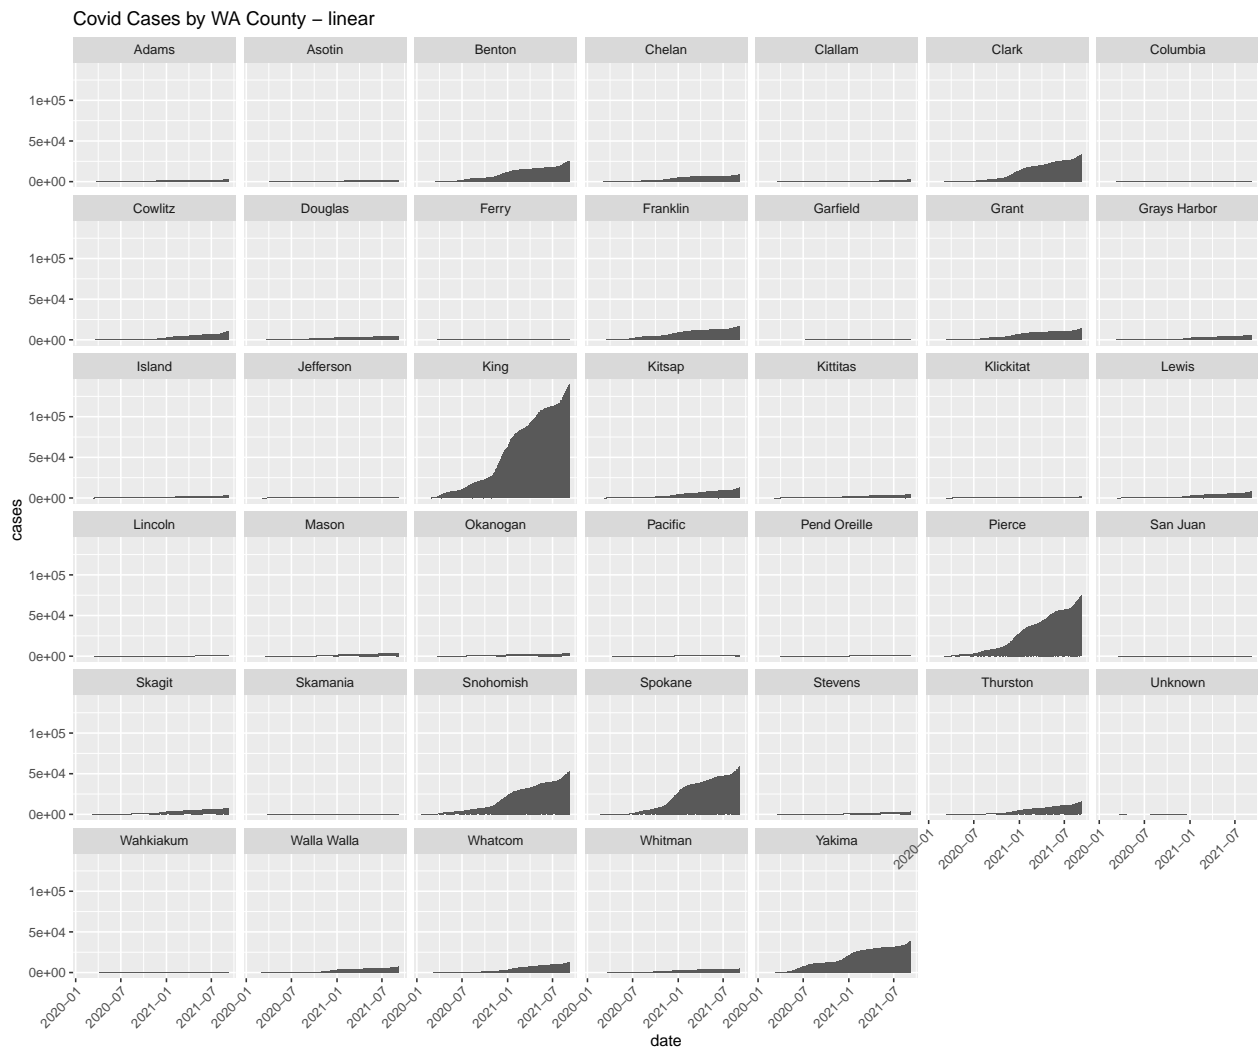 Covid Cases by WA County – linear
Adams Asotin Benton Chelan Clallam Clark Columbia
1e+05
5e+04
0e+00
Cowlitz Douglas Ferry Franklin Garfield Grant Grays Harbor
1e+05
5e+04
0e+00
Island Jefferson King Kitsap Kittitas Klickitat Lewis
1e+05
5e+04
0e+00
cases
Lincoln Mason Okanogan Pacific Pend Oreille Pierce San Juan
1e+05
5e+04
0e+00
Skagit Skamania Snohomish Spokane Stevens Thurston Unknown
1e+05
5e+04
0e+00
2020–01 2020–07 2021–01 2021–07 2020–01 2020–07 2021–01 2021–07
Wahkiakum Walla Walla Whatcom Whitman Yakima
1e+05
5e+04
0e+00
2020–01 2020–07 2021–01 2021–07 2020–01 2020–07 2021–01 2021–07 2020–01 2020–07 2021–01 2021–07 2020–01 2020–07 2021–01 2021–07 2020–01 2020–07 2021–01 2021–07
date